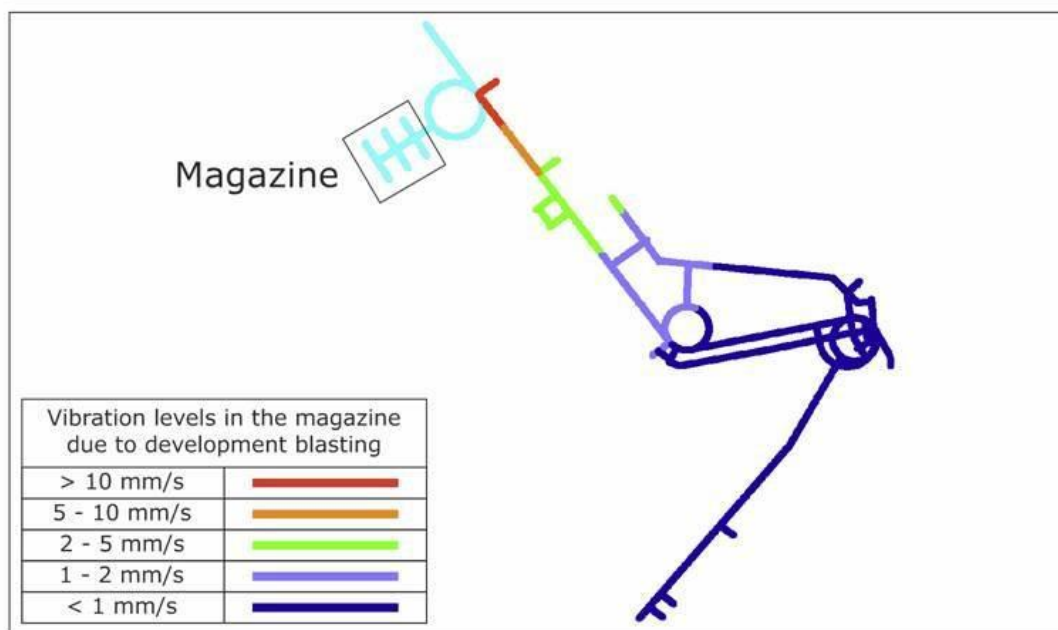 Magazine
Vibration levels in the magazine
due to development blasting
> 10 mm/s
5 - 10 mm/s
2 - 5 mm/s
1 - 2 mm/s
< 1 mm/s